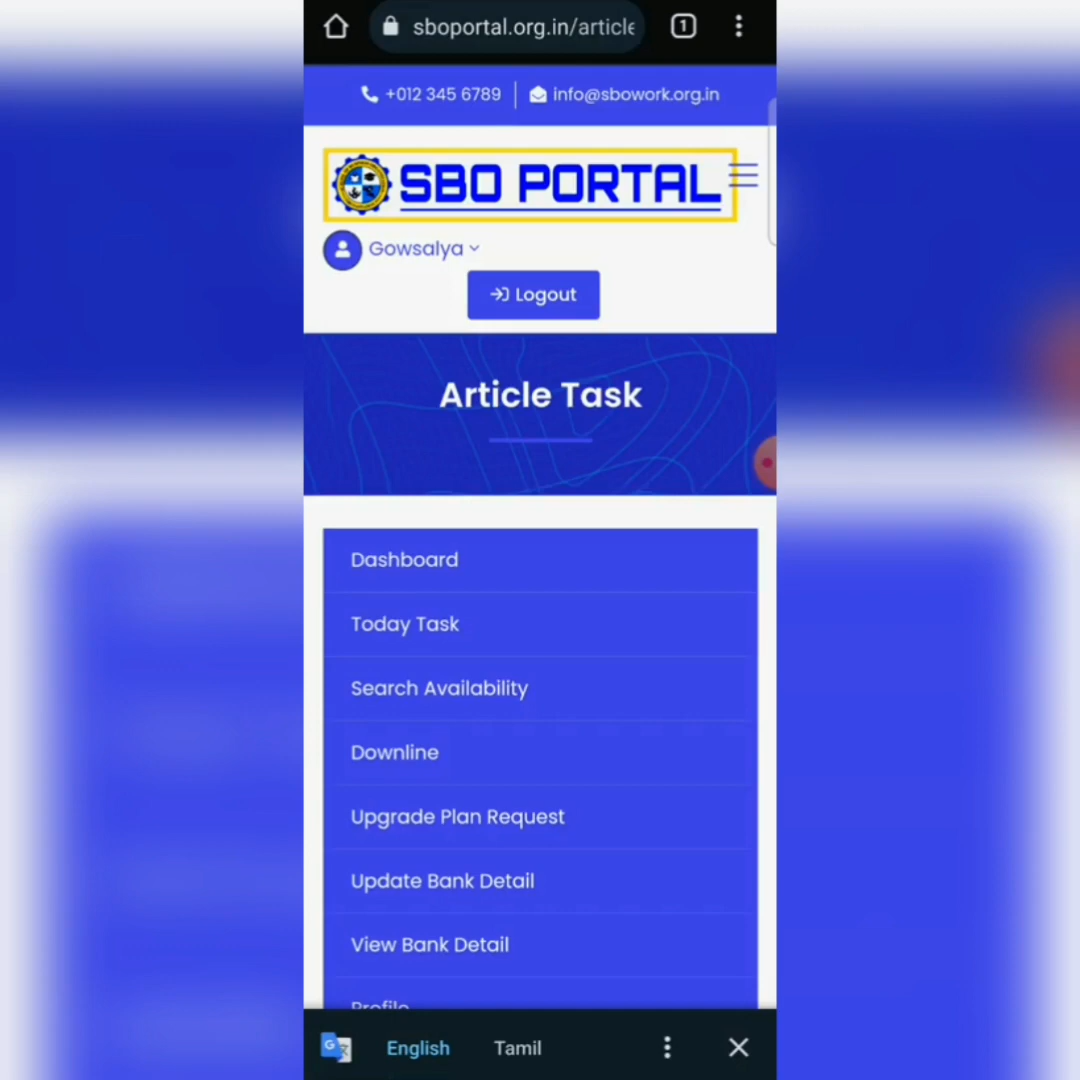 sboportal.org.in/article
1
+012 345 6789
info@sbowork.org.in
SBO PORTAL
Gowsalya
Logout
Article Task
Dashboard
Today Task
Search Availability
Downline
Upgrade Plan Request
Update Bank Detail
View Bank Detail
Profile
English Tamil